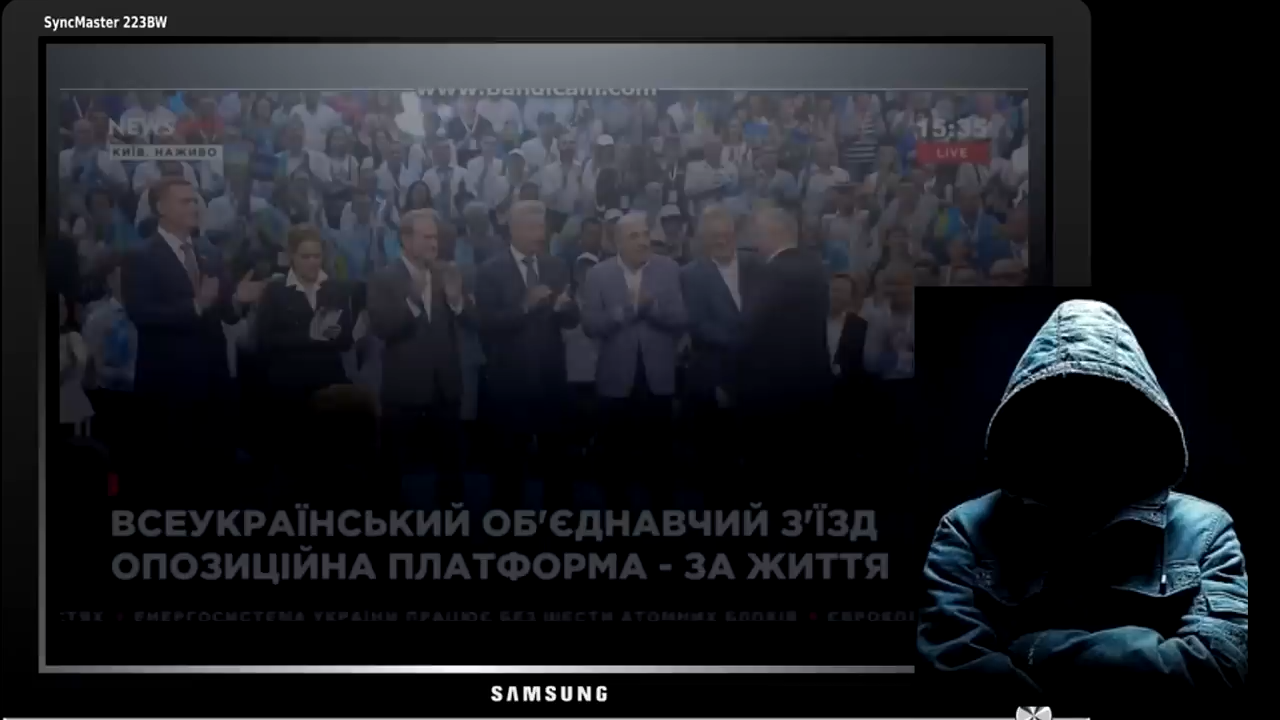 SyncMaster 223BW
www.bandicam.com
NEWS
КИЇВ. НАЖИВО
15:35
LIVE
ВСЕУКРАЇНСЬКИЙ ОБ'ЄДНАВЧИЙ З'ЇЗД
ОПОЗИЦІЙНА ПЛАТФОРМА - ЗА ЖИТТЯ
ЕНЕРГОСИСТЕМА УКРАЇНИ ПРАЦЮЄ БЕЗ ШЕСТИ АТОМНИХ БЛОКІВ
SAMSUNG